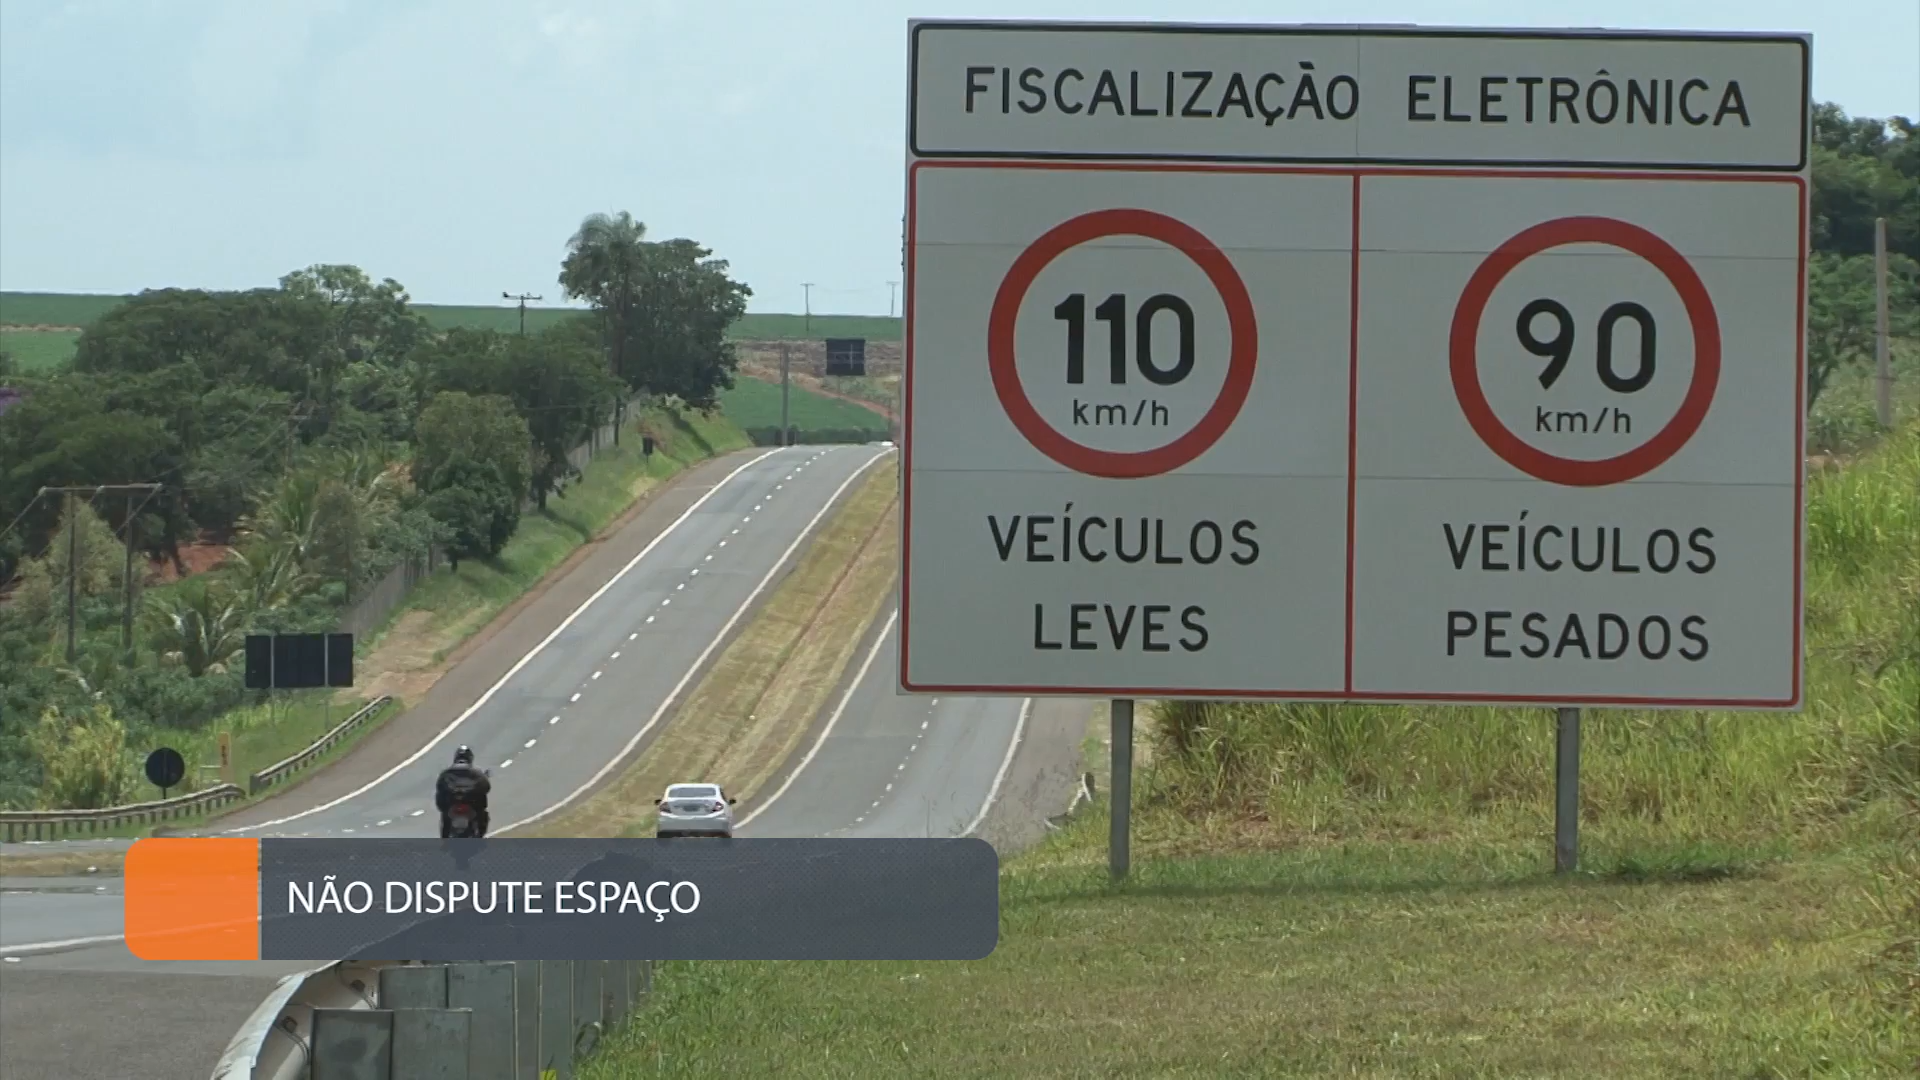 FISCALIZAÇÃO ELETRÔNICA
110
km/h
VEÍCULOS
LEVES
90
km/h
VEÍCULOS
PESADOS
NÃO DISPUTE ESPAÇO